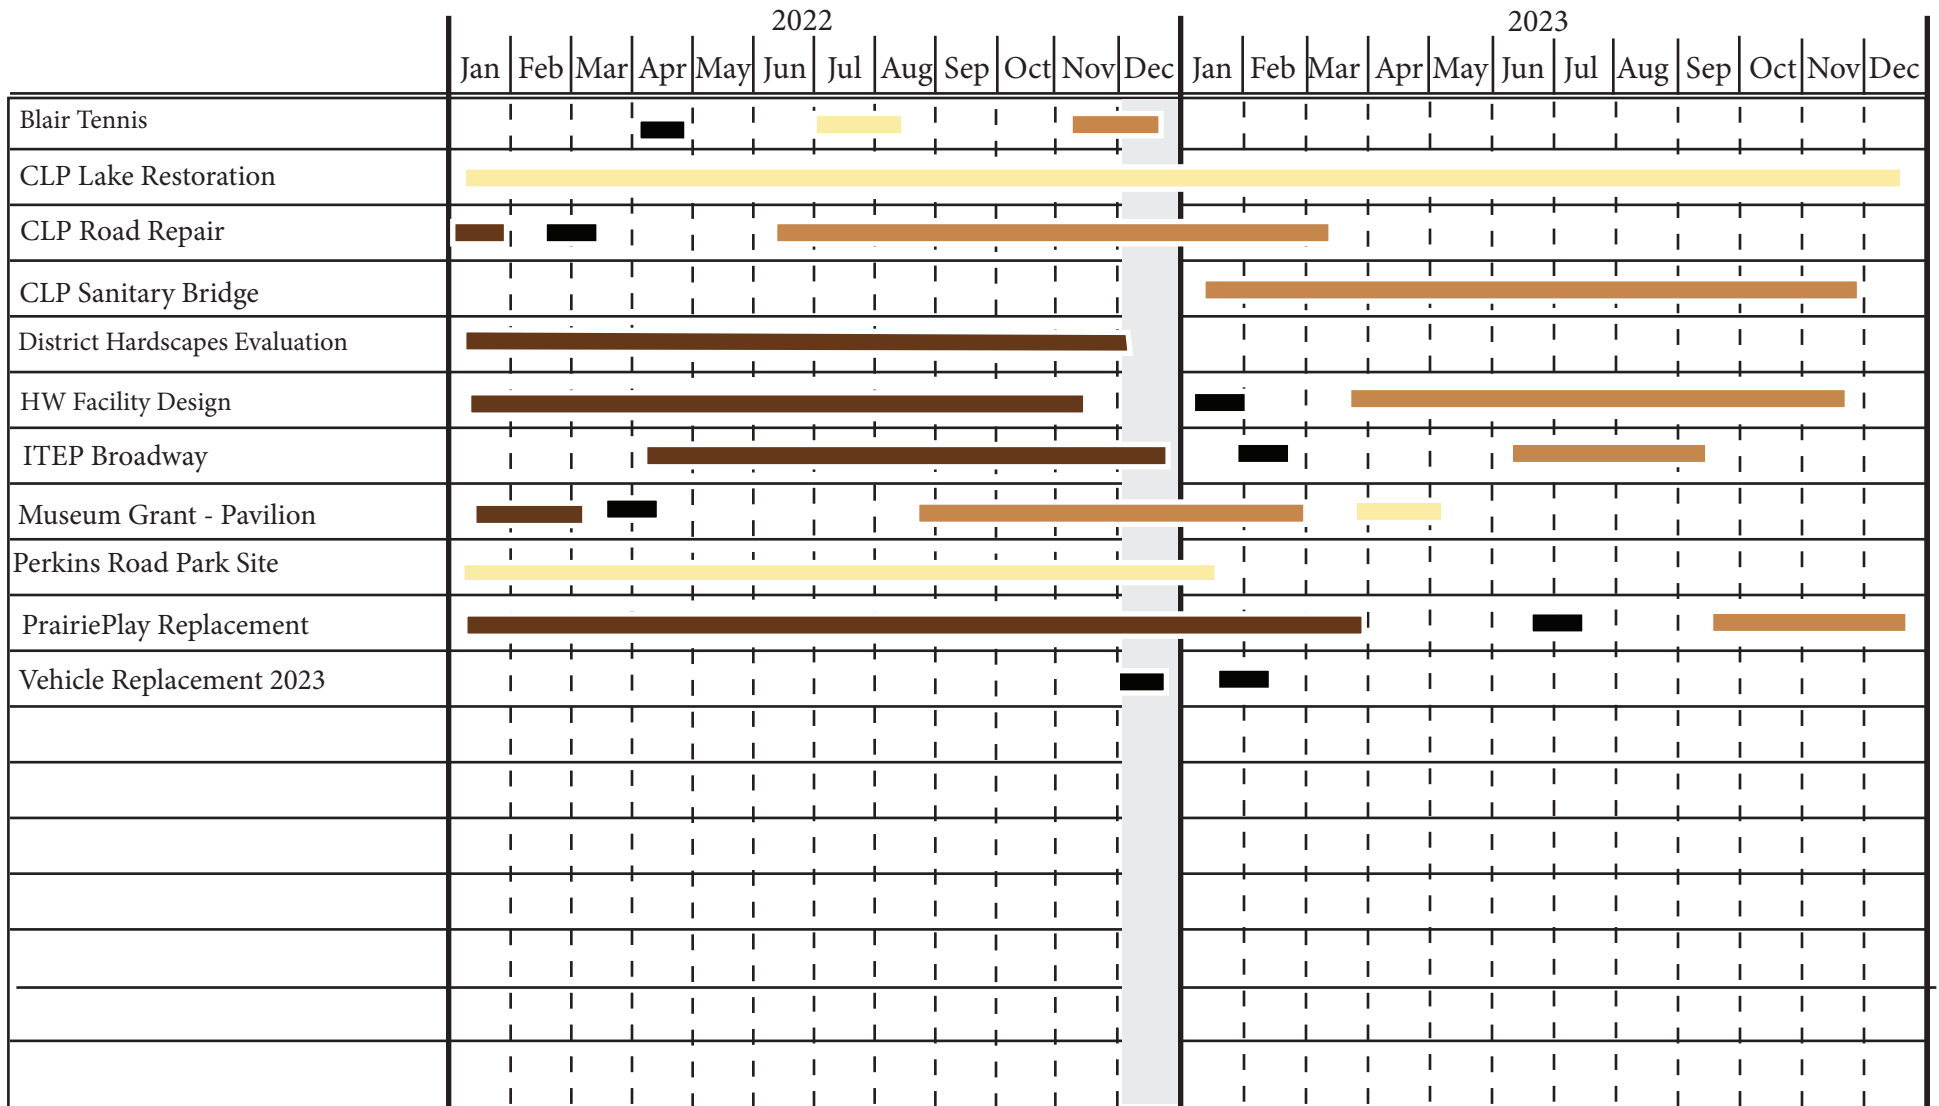 2022 2023
Jan Feb Mar Apr May Jun Jul Aug Sep Oct Nov Dec Jan Feb Mar Apr May Jun Jul Aug Sep Oct Nov Dec
Blair Tennis
CLP Lake Restoration
CLP Road Repair
CLP Sanitary Bridge
District Hardscapes Evaluation
HW Facility Design
ITEP Broadway
Museum Grant - Pavilion
Perkins Road Park Site
PrairiePlay Replacement
Vehicle Replacement 2023